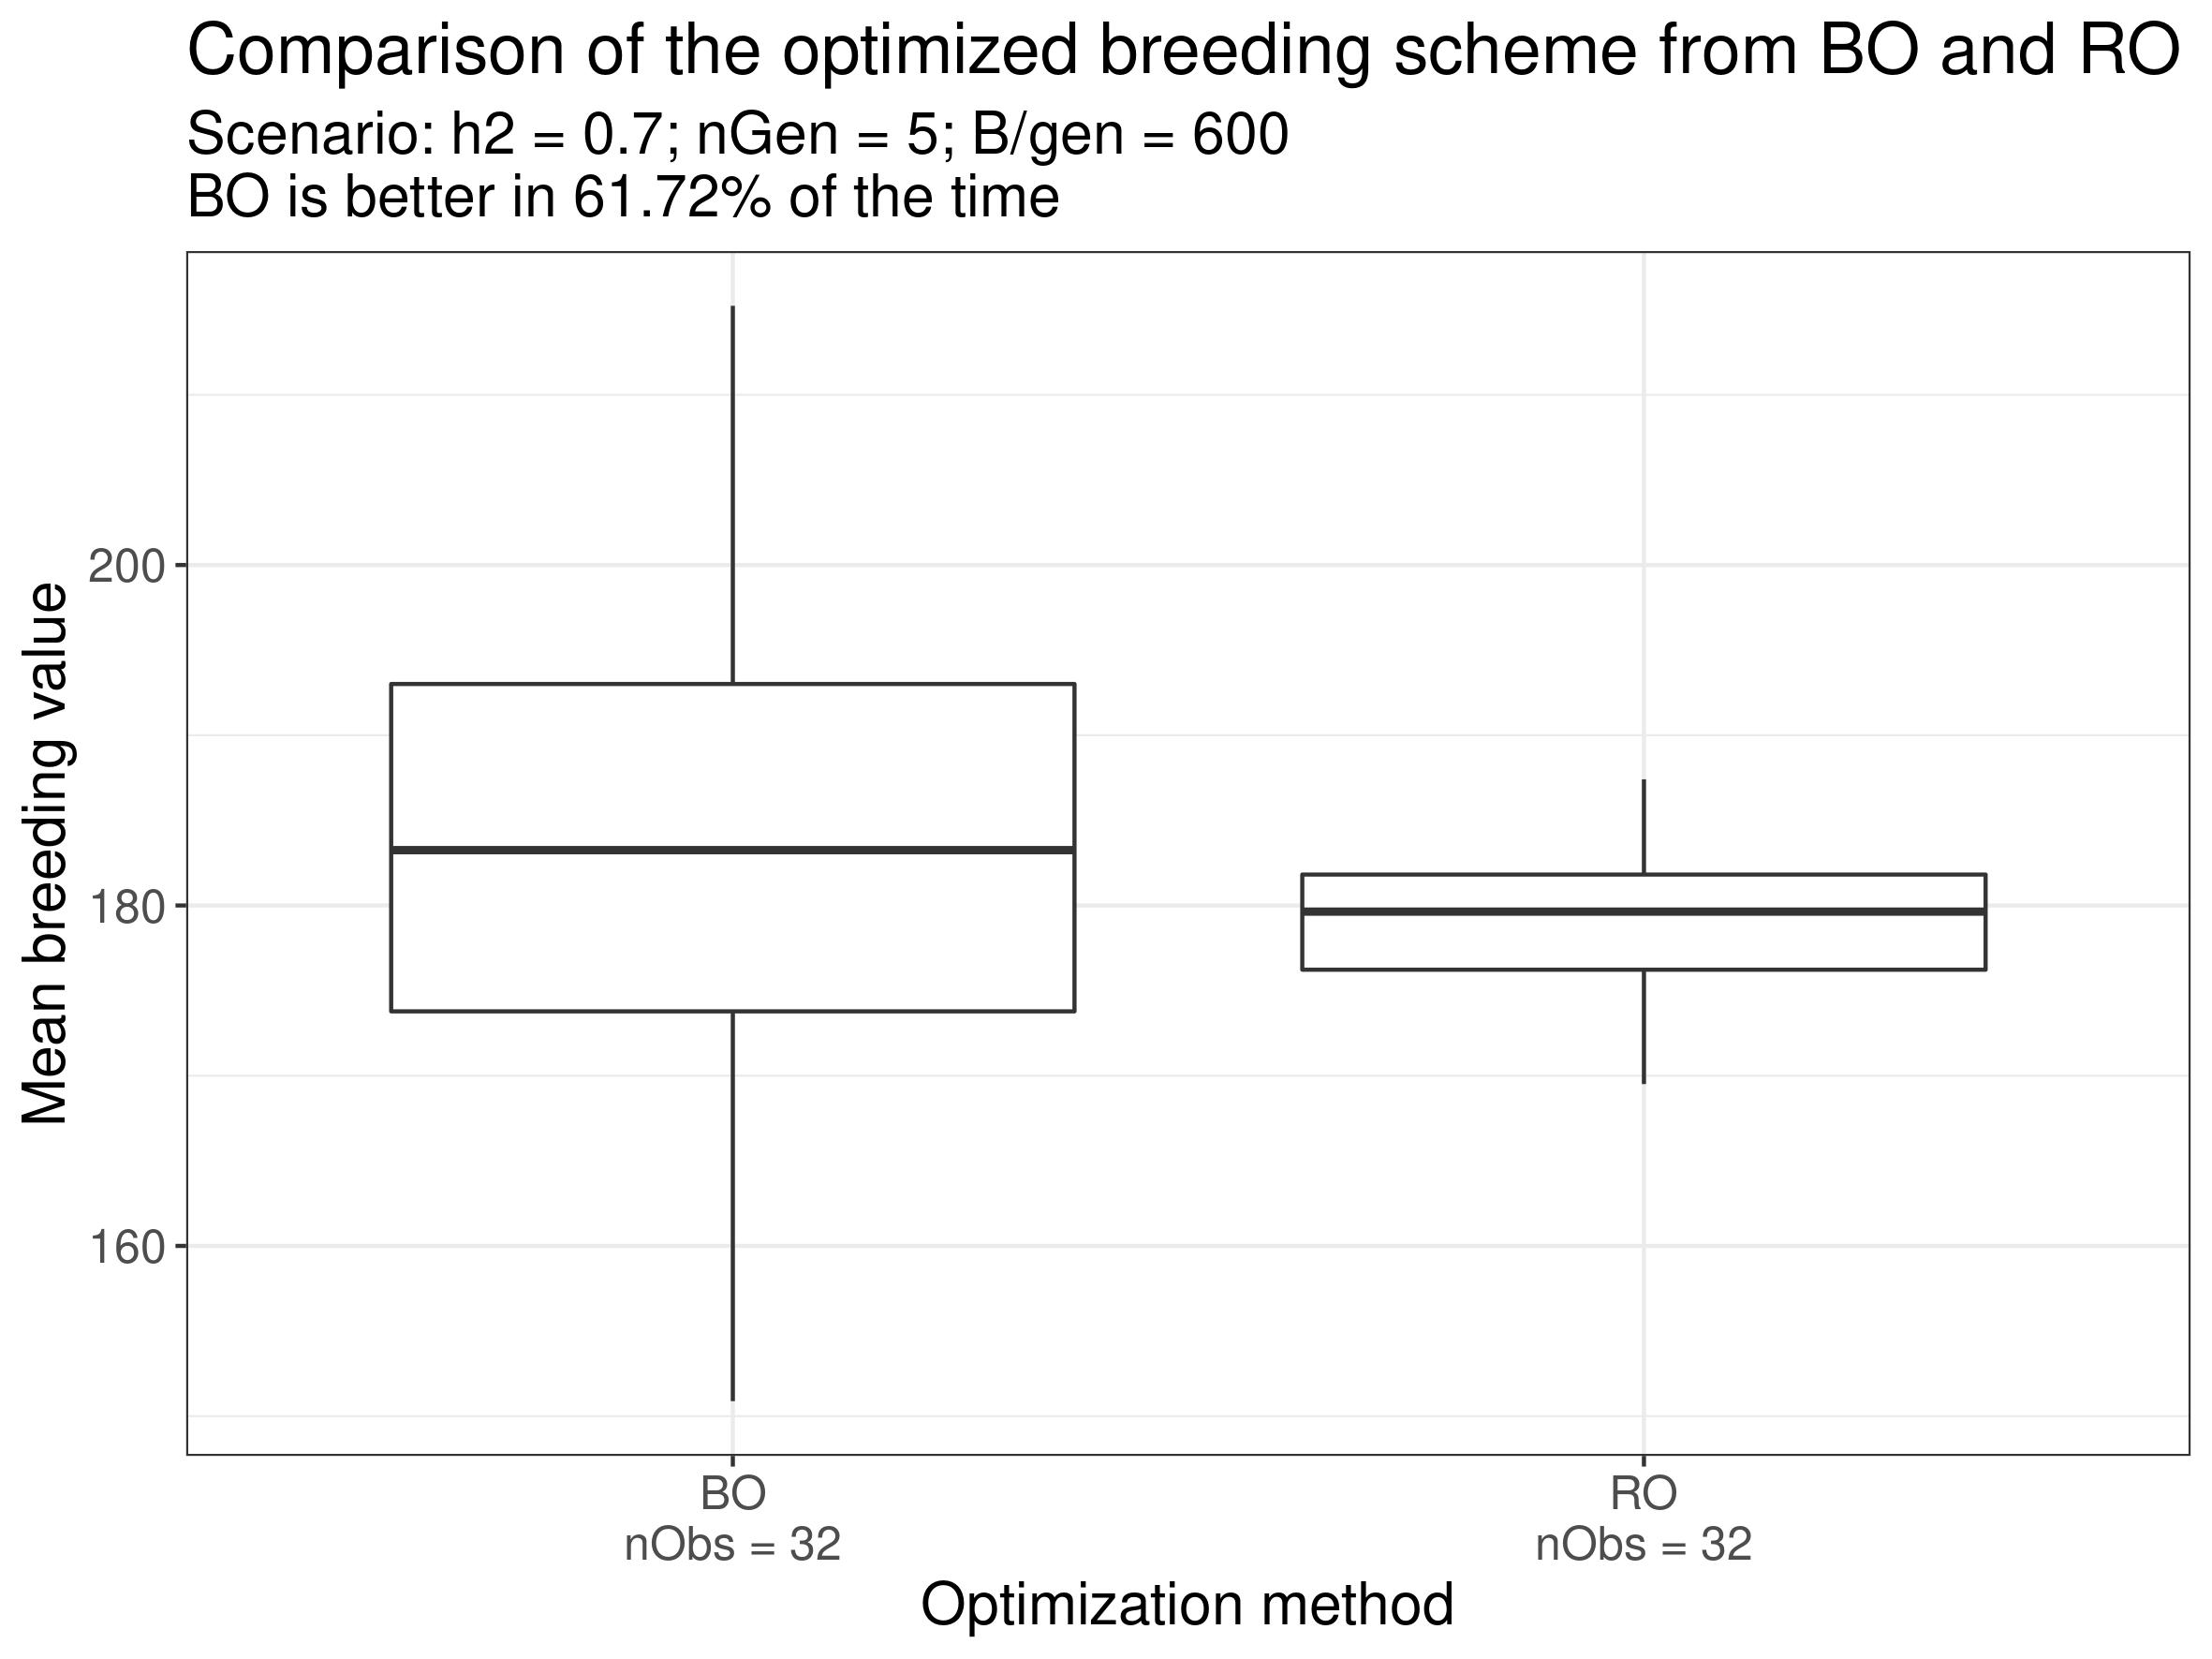 Comparison of the optimized breeding scheme from BO and RO
Scenario: h2 = 0.7; nGen = 5; B/gen = 600
BO is better in 61.72% of the time
Mean breeding value
200
180
160
BO
nObs = 32
RO
nObs = 32
Optimization method